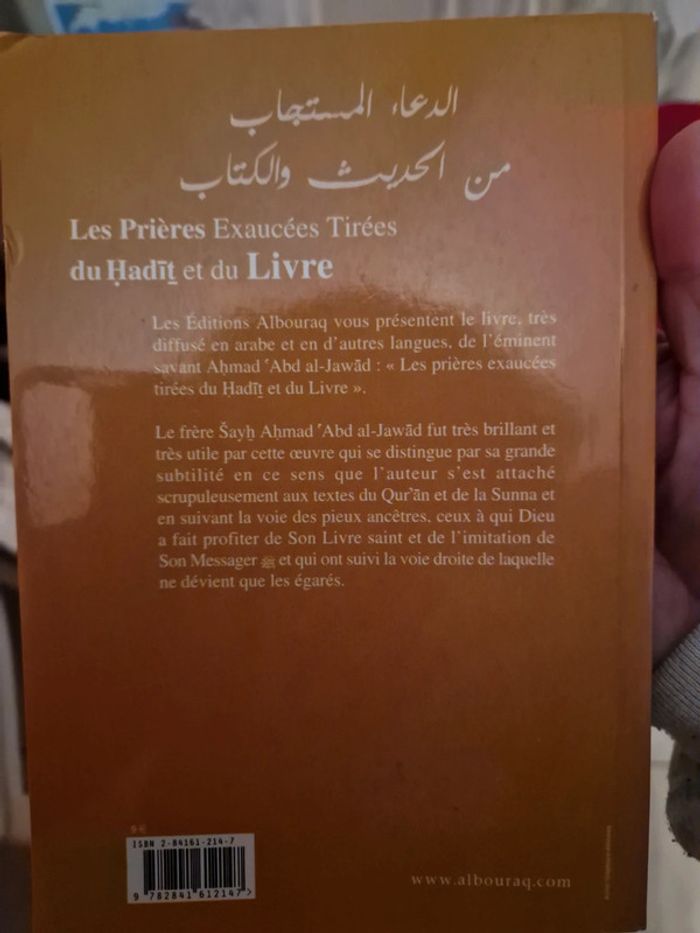 الدعاء المستجاب
من الحديث والكتاب
Les Prières Exaucées Tirées
du Ḥadīṯ et du Livre
Les Éditions Albouraq vous présentent le livre, très
diffusé en arabe et en d'autres langues, de l'éminent
savant Aḥmad ʿAbd al-Jawād : « Les prières exaucées
tirées du Ḥadīṯ et du Livre ».
Le frère Šayḫ Aḥmad ʿAbd al-Jawād fut très brillant et
très utile par cette œuvre qui se distingue par sa grande
subtilité en ce sens que l'auteur s'est attaché
scrupuleusement aux textes du Qur'ān et de la Sunna et
en suivant la voie des pieux ancêtres, ceux à qui Dieu
a fait profiter de Son Livre saint et de l'imitation de
Son Messager ﷺ et qui ont suivi la voie droite de laquelle
ne dévient que les égarés.
9 €
ISBN 2-84161-214-7
9 782841 612147 >
www.albouraq.com